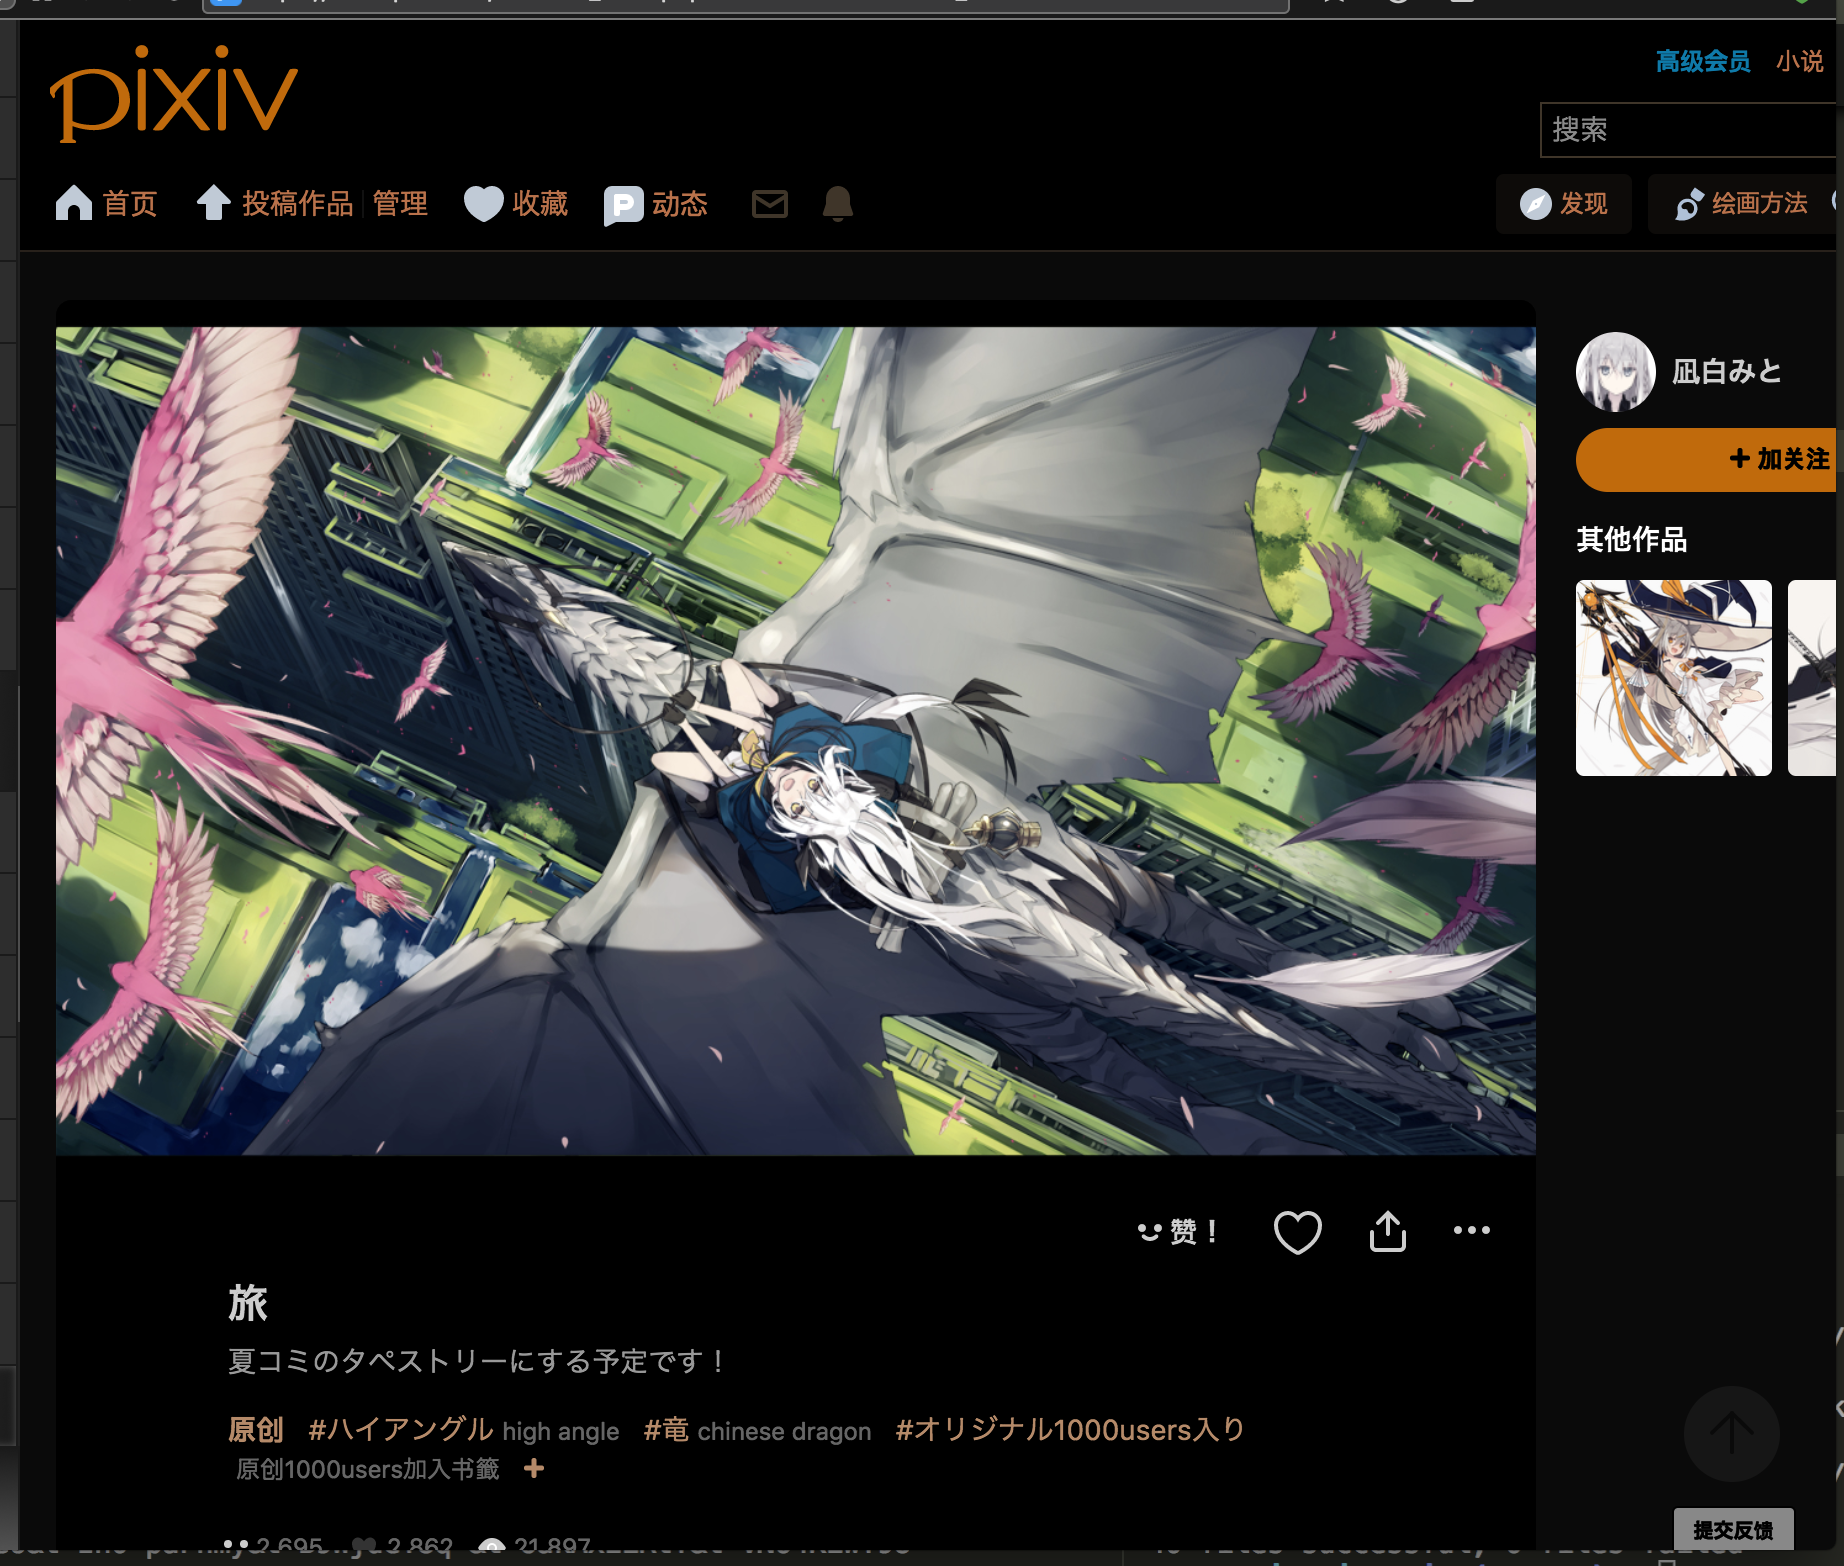 pixiv
高级会员 小说
搜索
首页 投稿作品 管理 收藏 动态 发现 绘画方法
凪白みと
+ 加关注
其他作品
赞！
旅
夏コミのタペストリーにする予定です！
原创 #ハイアングル high angle #竜 chinese dragon #オリジナル1000users入り
原创1000users加入书籤 +
2,695 2,862 21,897
提交反馈